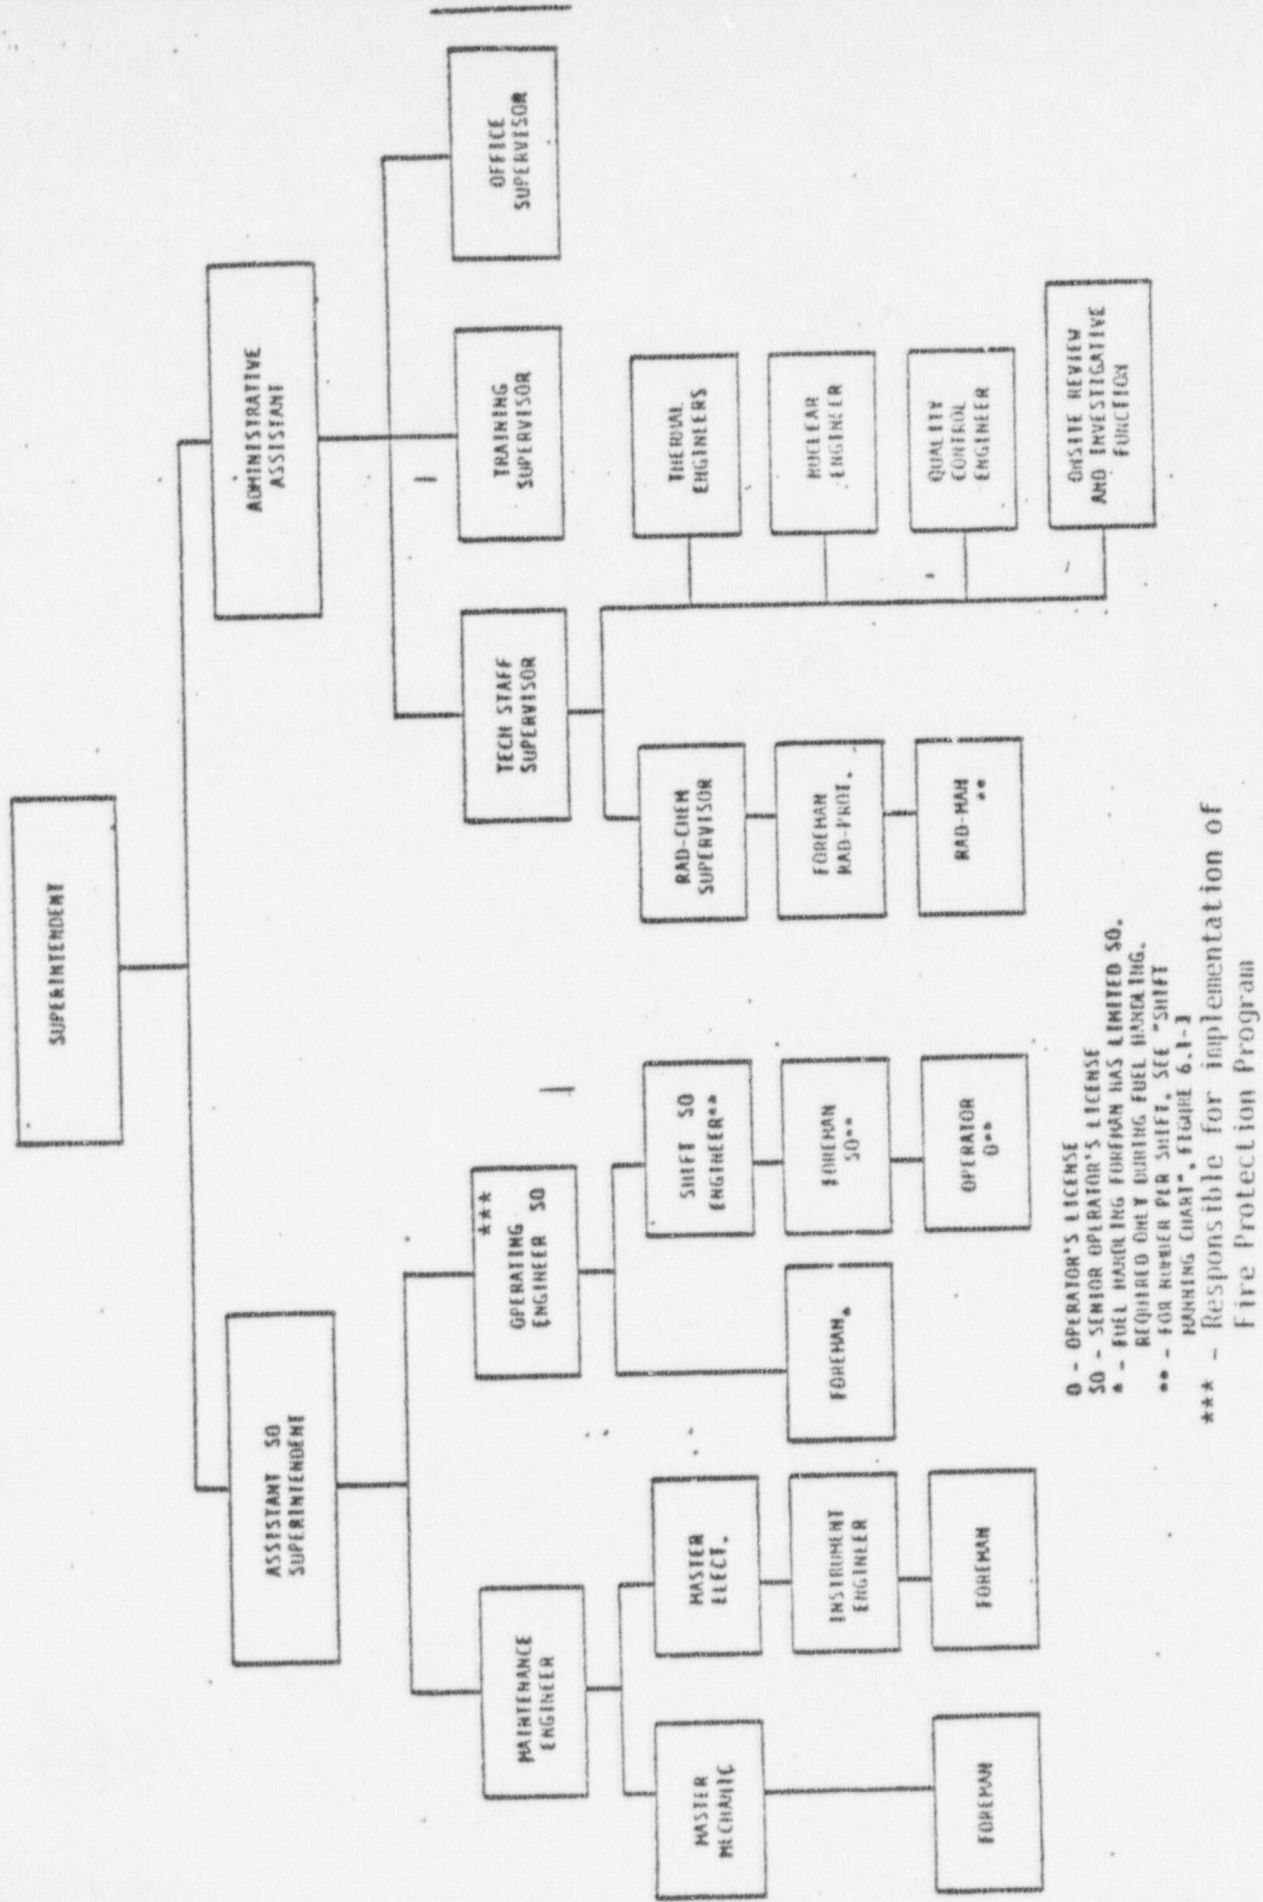 SUPERINTENDENT
ASSISTANT SO
SUPERINTENDENT
ADMINISTRATIVE
ASSISTANT
MAINTENANCE
ENGINEER
***
OPERATING
ENGINEER SO
TECH STAFF
SUPERVISOR
TRAINING
SUPERVISOR
OFFICE
SUPERVISOR
MASTER
MECHANIC
MASTER
ELECT.
SHIFT SO
ENGINEER**
RAD-CHEM
SUPERVISOR
THERMAL
ENGINEERS
INSTRUMENT
ENGINEER
FOREMAN*
FOREMAN
SO**
FOREMAN
RAD-PROT.
NUCLEAR
ENGINEER
FOREMAN
FOREMAN
OPERATOR
O**
RAD-MAN
**
QUALITY
CONTROL
ENGINEER
ONSITE REVIEW
AND INVESTIGATIVE
FUNCTION
O - OPERATOR'S LICENSE
SO - SENIOR OPERATOR'S LICENSE
* - FUEL HANDLING FOREMAN HAS LIMITED SO.
REQUIRED ONLY DURING FUEL HANDLING.
** - FOR NUMBER PER SHIFT, SEE "SHIFT
MANNING CHART", FIGURE 6.1-3
*** - Responsible for implementation of
Fire Protection Program